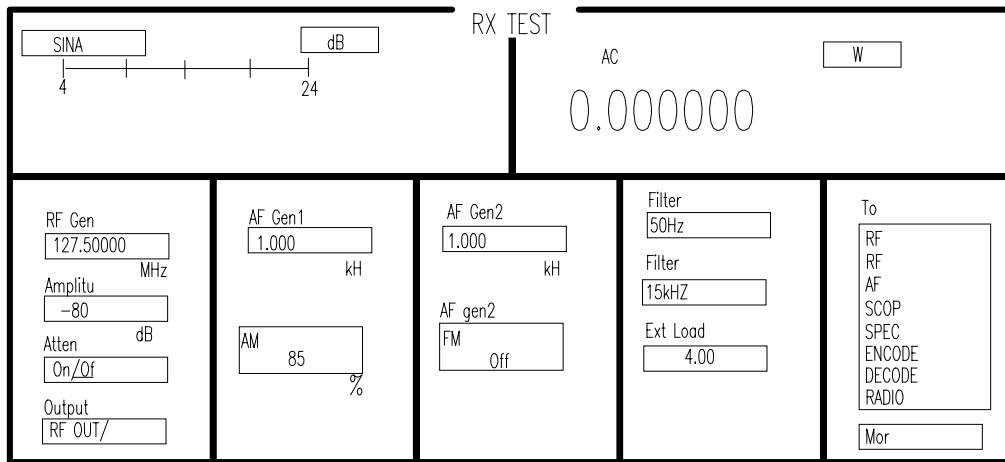 RX TEST
SINA
dB
4
24
AC
W
0.000000
RF Gen
127.50000
MHz
Amplitu
-80
dB
Atten
On/Of
Output
RF OUT/
AF Gen1
1.000
kH
AM
85
%
AF Gen2
1.000
kH
AF gen2
FM
Off
Filter
50Hz
Filter
15kHZ
Ext Load
4.00
To
RF
RF
AF
SCOP
SPEC
ENCODE
DECODE
RADIO
Mor